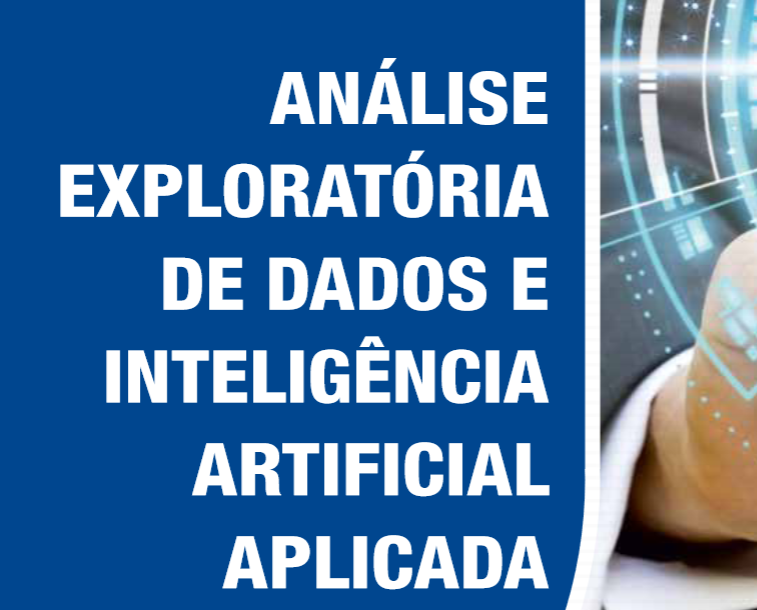 ANÁLISE
EXPLORATÓRIA
DE DADOS E
INTELIGÊNCIA
ARTIFICIAL
APLICADA